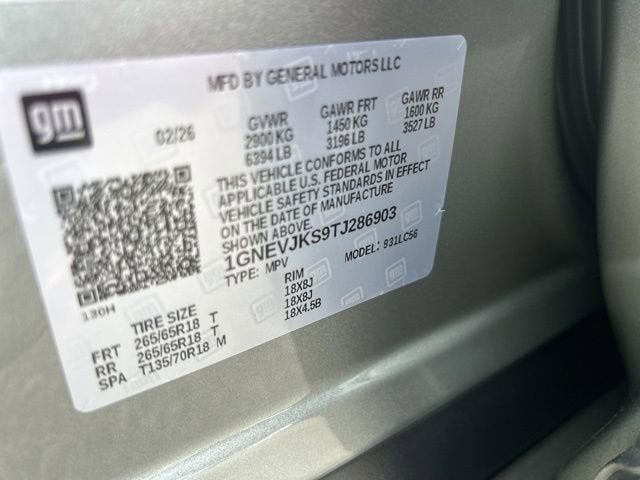 MFD BY GENERAL MOTORS LLC
gm
02/26
GVWR GAWR FRT GAWR RR
2900 KG 1450 KG 1600 KG
6394 LB 3196 LB 3527 LB
THIS VEHICLE CONFORMS TO ALL
APPLICABLE U.S. FEDERAL MOTOR
VEHICLE SAFETY STANDARDS IN EFFECT
ON THE DATE OF MANUFACTURE
SHOWN ABOVE
1GNEVJKS9TJ286903
TYPE: MPV MODEL: 931LC56
130H
TIRE SIZE RIM
FRT 265/65R18 T 18X8J
RR 265/65R18 T 18X8J
SPA T135/70R18 M 18X4.5B